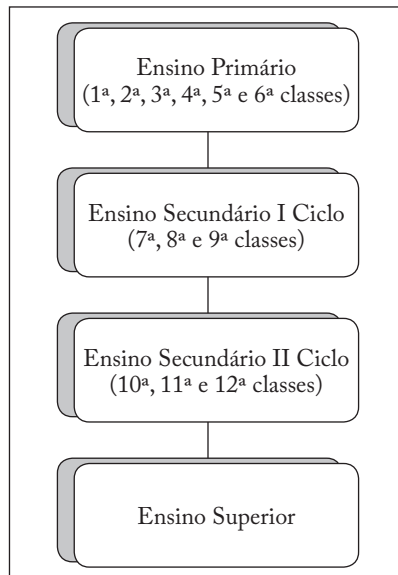 Ensino Primário
(1ª, 2ª, 3ª, 4ª, 5ª e 6ª classes)
Ensino Secundário I Ciclo
(7ª, 8ª e 9ª classes)
Ensino Secundário II Ciclo
(10ª, 11ª e 12ª classes)
Ensino Superior